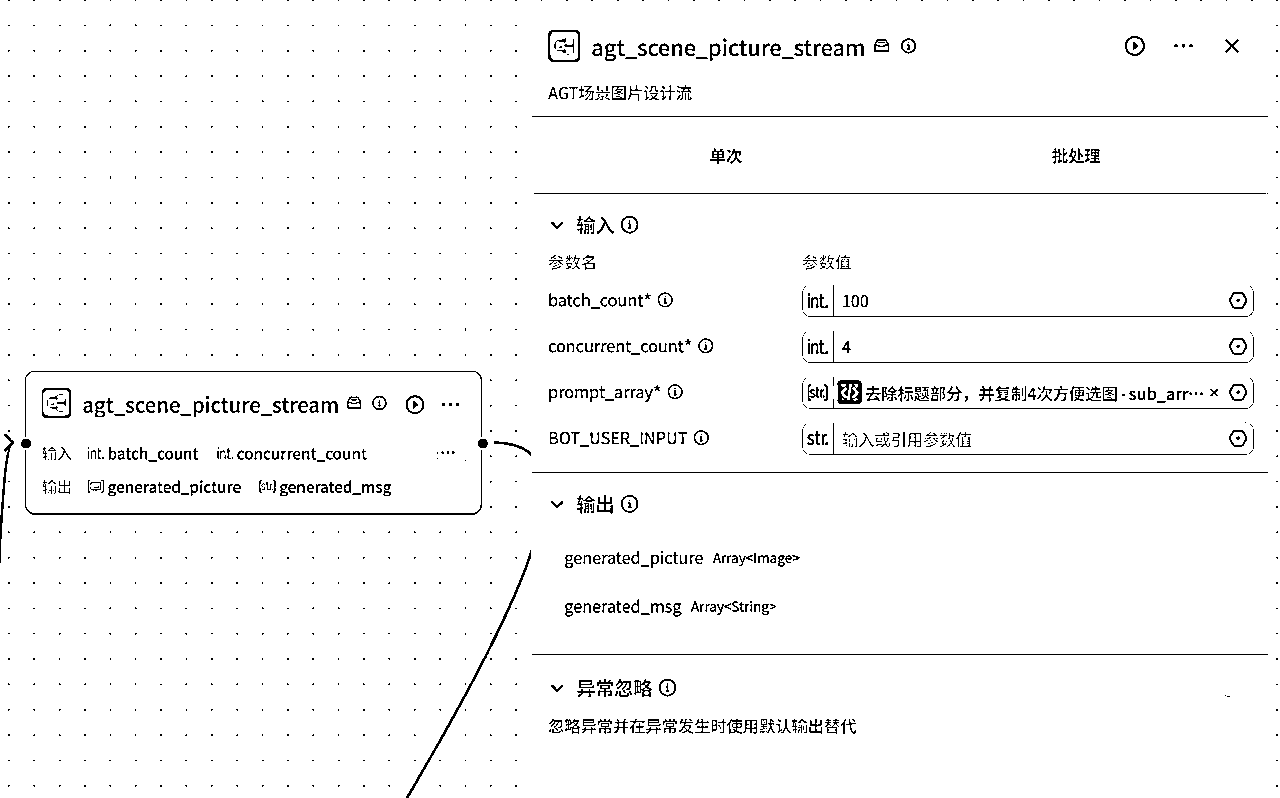 agt_scene_picture_stream
输入 int. batch_count int. concurrent_count ····
输出 generated_picture [str] generated_msg
agt_scene_picture_stream
AGT场景图片设计流
单次 批处理
输入
参数名 参数值
batch_count* int. 100
concurrent_count* int. 4
prompt_array* [str] 去除标题部分，并复制4次方便选图 - sub_arr··· ×
BOT_USER_INPUT str. 输入或引用参数值
输出
generated_picture Array<Image>
generated_msg Array<String>
异常忽略
忽略异常并在异常发生时使用默认输出替代